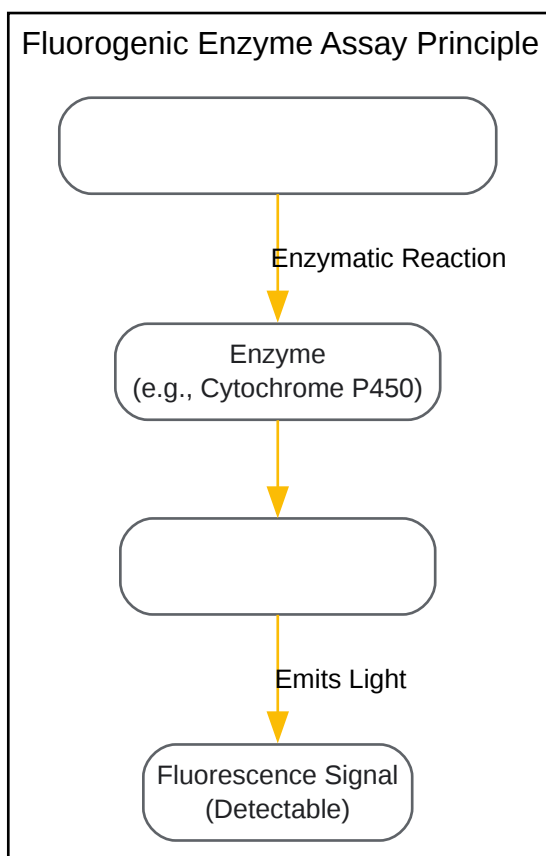 Fluorogenic Enzyme Assay Principle
Enzymatic Reaction
Enzyme
(e.g., Cytochrome P450)
Emits Light
Fluorescence Signal
(Detectable)